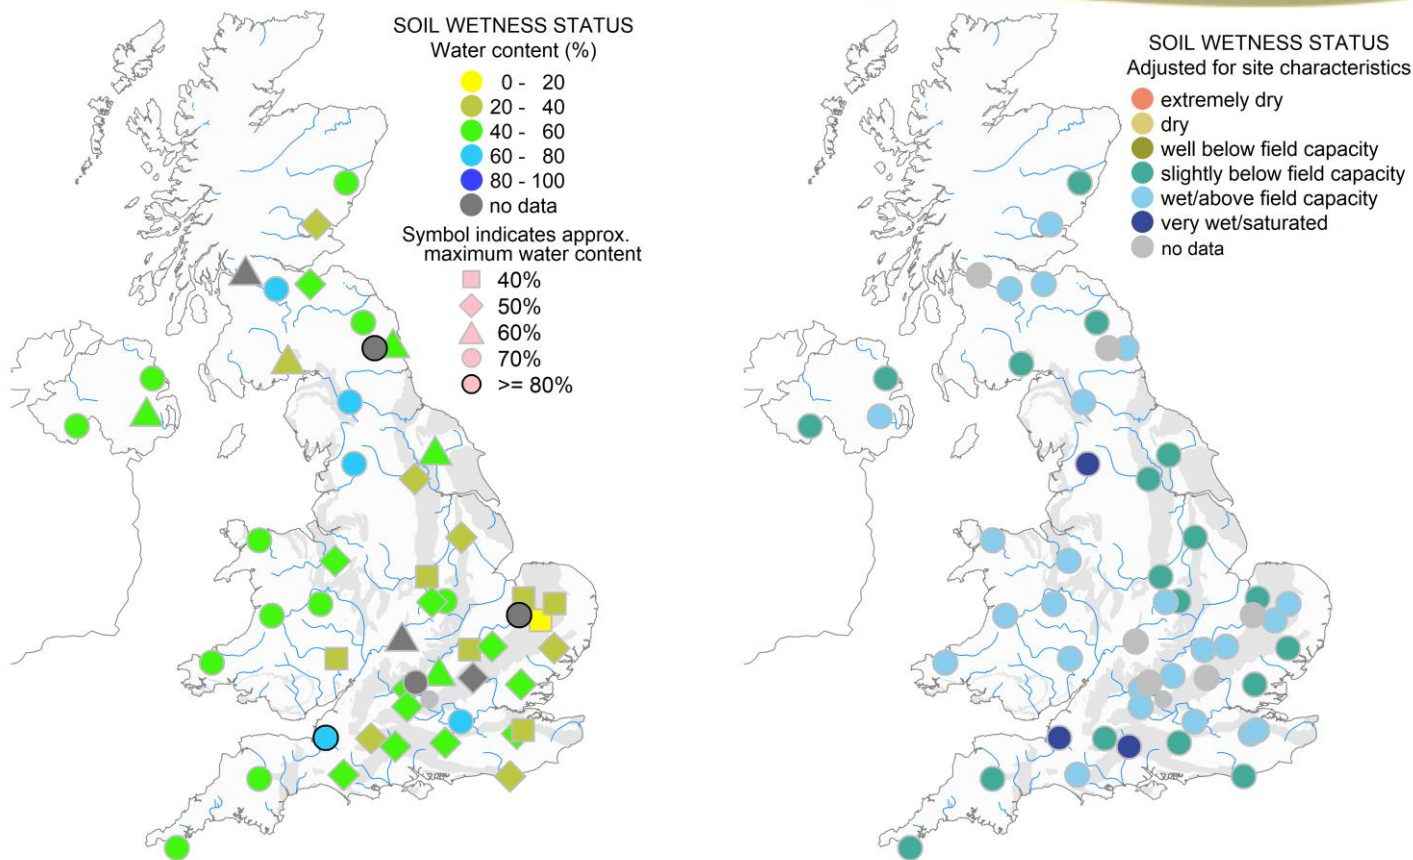 SOIL WETNESS STATUS
Water content (%)
0 - 20
20 - 40
40 - 60
60 - 80
80 - 100
no data
Symbol indicates approx.
maximum water content
40%
50%
60%
70%
>= 80%
SOIL WETNESS STATUS
Adjusted for site characteristics
extremely dry
dry
well below field capacity
slightly below field capacity
wet/above field capacity
very wet/saturated
no data